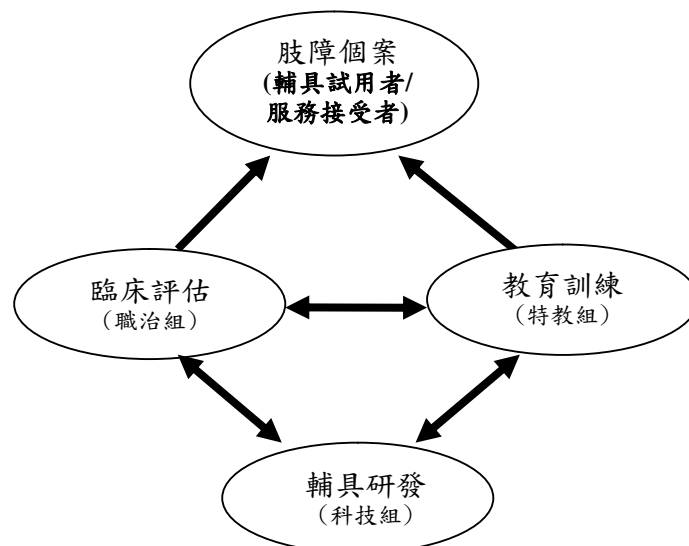 肢障個案
(輔具試用者/
服務接受者)
臨床評估
（職治組）
教育訓練
（特教組）
輔具研發
（科技組）